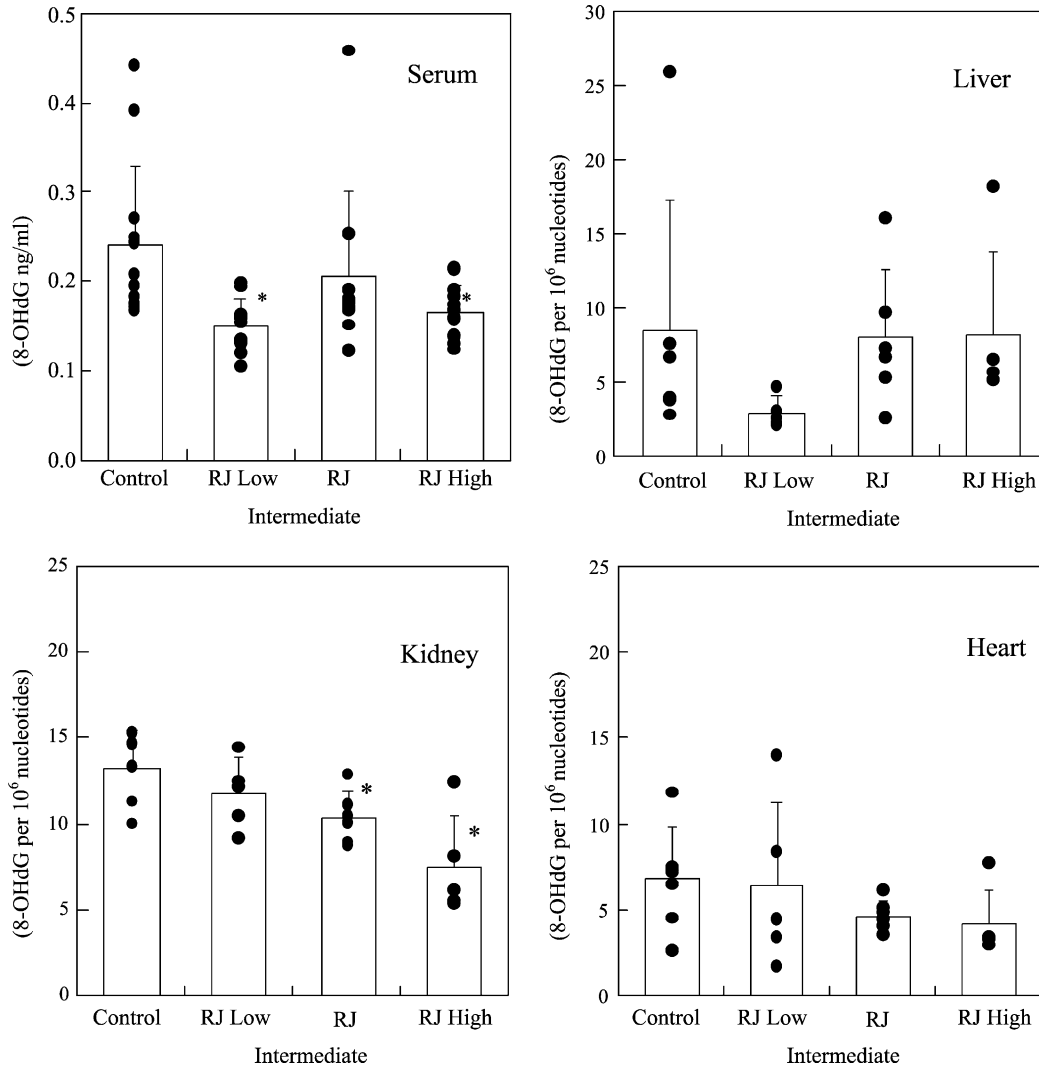 0.5
0.4
0.3
0.2
0.1
0.0
(8-OHdG ng/ml)
Serum
*
*
Control RJ Low RJ RJ High
Intermediate
30
25
20
15
10
5
0
(8-OHdG per 10⁶ nucleotides)
Liver
Control RJ Low RJ RJ High
Intermediate
25
20
15
10
5
0
(8-OHdG per 10⁶ nucleotides)
Kidney
*
*
Control RJ Low RJ RJ High
Intermediate
25
20
15
10
5
0
(8-OHdG per 10⁶ nucleotides)
Heart
Control RJ Low RJ RJ High
Intermediate